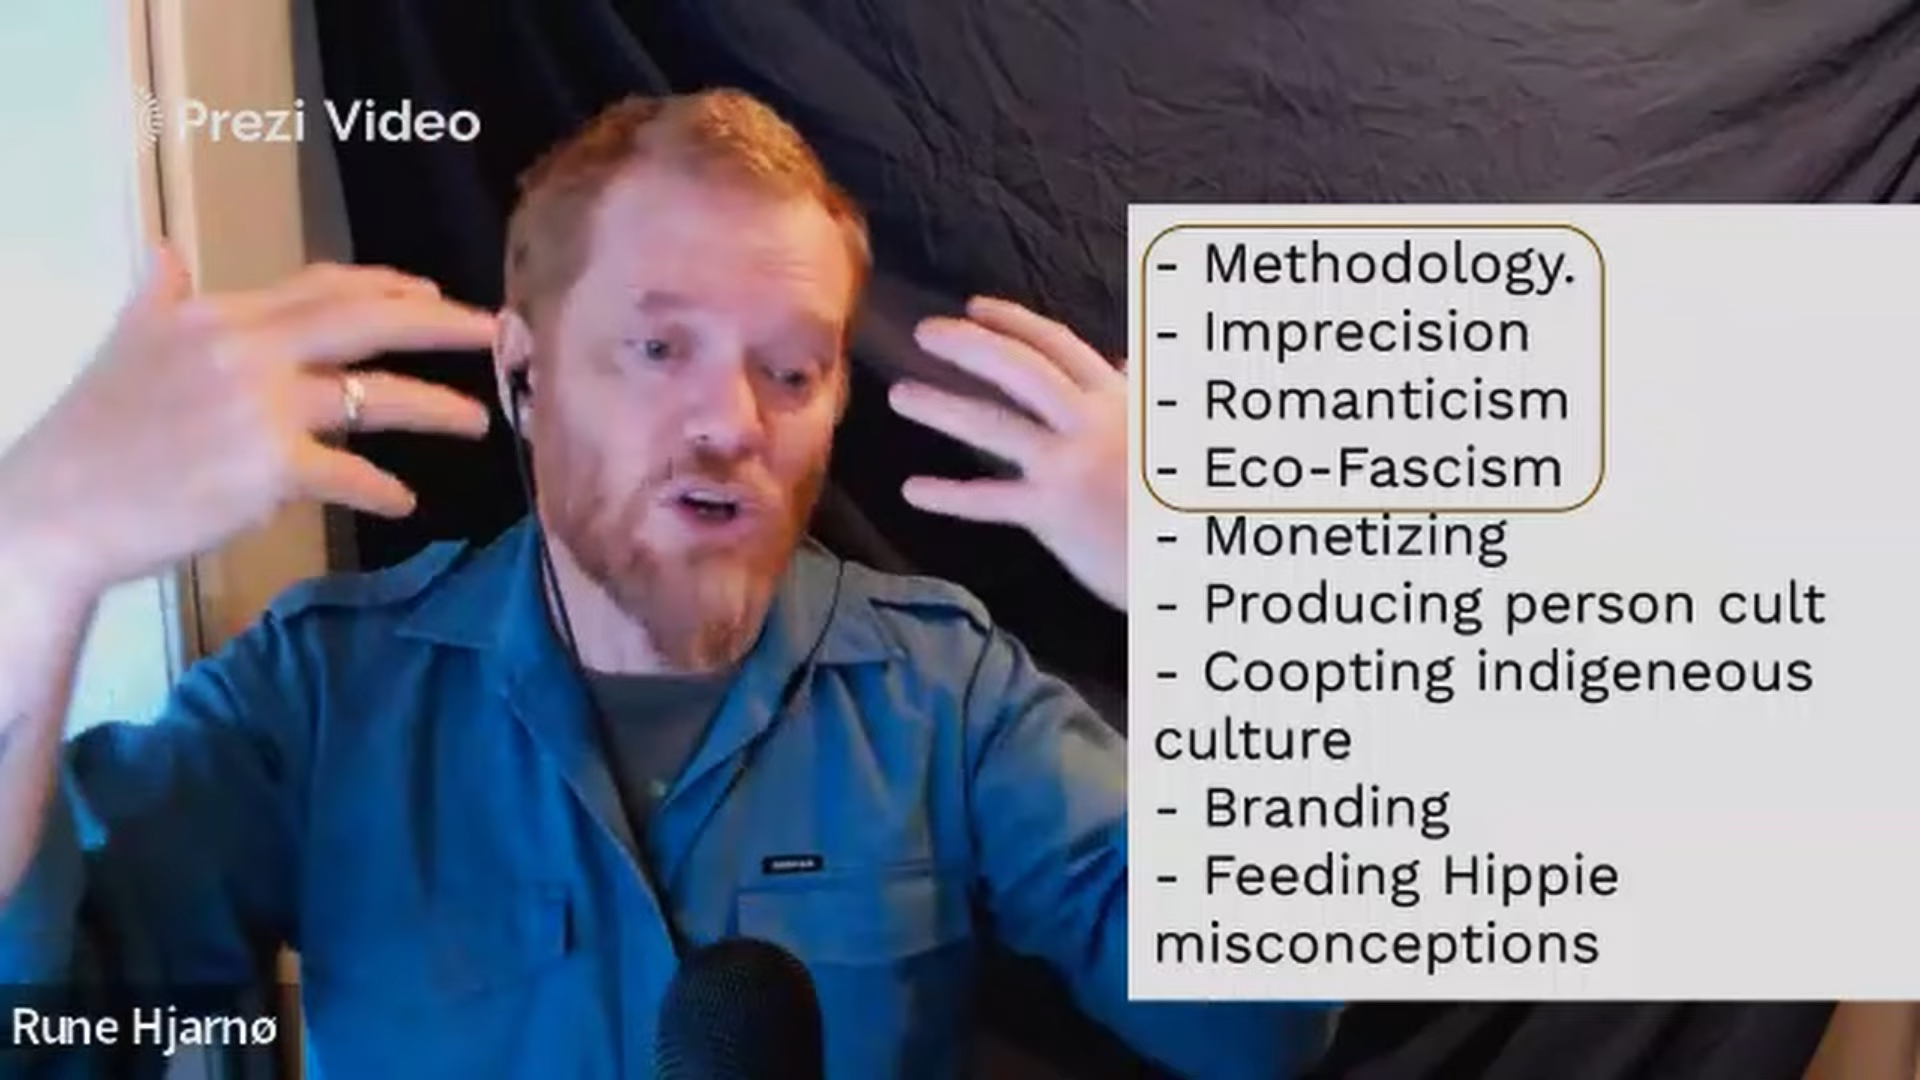 Prezi Video
- Methodology.
- Imprecision
- Romanticism
- Eco-Fascism
- Monetizing
- Producing person cult
- Coopting indigeneous
culture
- Branding
- Feeding Hippie
misconceptions
Rune Hjarnø